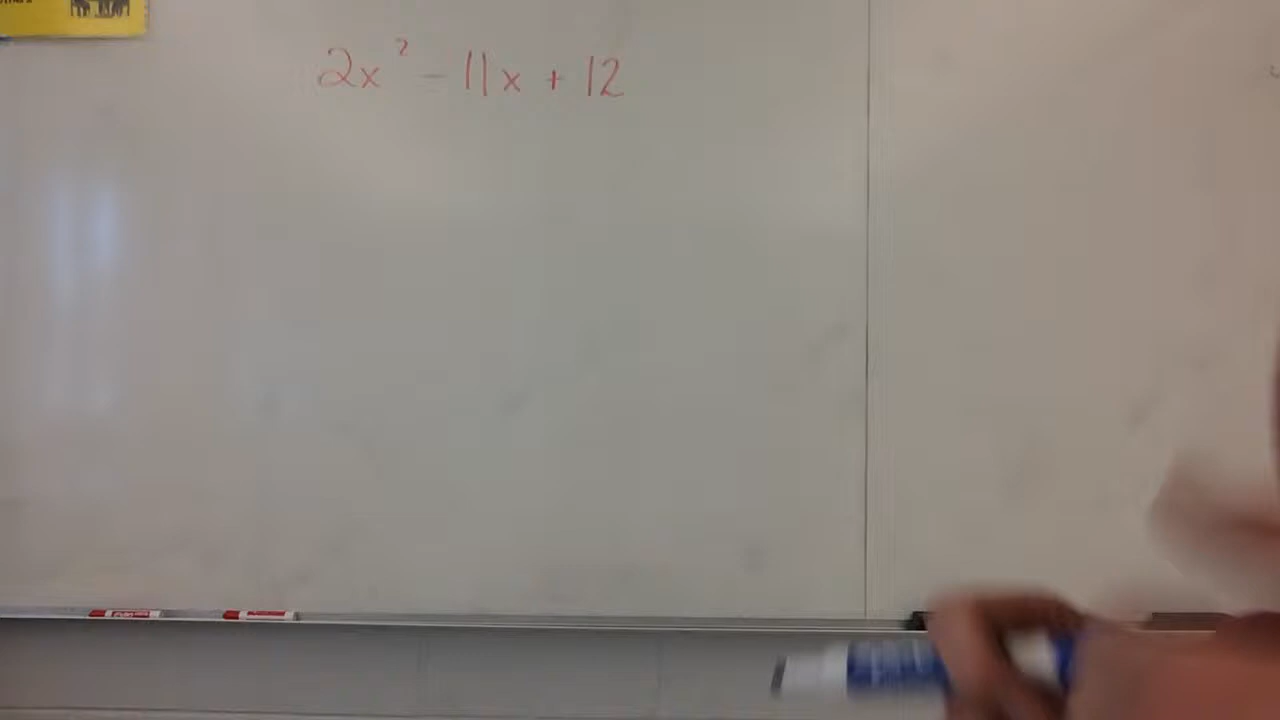 2x² - 11x + 12